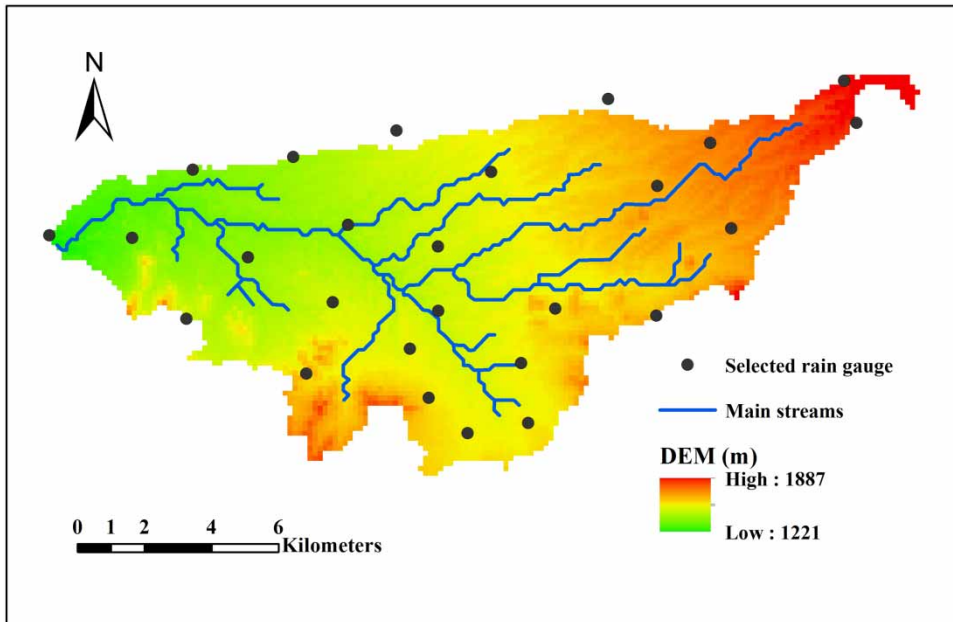 N
Selected rain gauge
Main streams
DEM (m)
High : 1887
Low : 1221
0 1 2 4 6
Kilometers